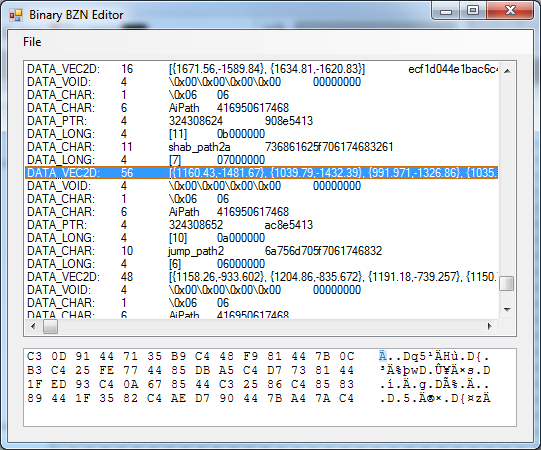 Binary BZN Editor
File
DATA_VEC2D: 16 [{1671.56,-1589.84}, {1634.81,-1620.83}] ecf1d044e1bac6c4
DATA_VOID: 4 \0x00\0x00\0x00\0x00 00000000
DATA_CHAR: 1 \0x06 06
DATA_CHAR: 6 AiPath 416950617468
DATA_PTR: 4 324308624 908e5413
DATA_LONG: 4 [11] 0b000000
DATA_CHAR: 11 shab_path2a 736861625f706174683261
DATA_LONG: 4 [7] 07000000
DATA_VEC2D: 56 [{1160.43,-1481.67}, {1039.79,-1432.39}, {991.971,-1326.86}, {1035.
DATA_VOID: 4 \0x00\0x00\0x00\0x00 00000000
DATA_CHAR: 1 \0x06 06
DATA_CHAR: 6 AiPath 416950617468
DATA_PTR: 4 324308652 ac8e5413
DATA_LONG: 4 [10] 0a000000
DATA_CHAR: 10 jump_path2 6a756d705f7061746832
DATA_LONG: 4 [6] 06000000
DATA_VEC2D: 48 [{1158.26,-933.602}, {1204.86,-835.672}, {1191.18,-739.257}, {1150.
DATA_VOID: 4 \0x00\0x00\0x00\0x00 00000000
DATA_CHAR: 1 \0x06 06
DATA_CHAR: 6 AiPath 416950617468
C3 0D 91 44 71 35 B9 C4 48 F9 81 44 7B 0C Ã..Dq5¹ÄHù.D{.
B3 C4 25 FE 77 44 85 DB A5 C4 D7 73 81 44 ³Ä%þwD.Û¥Ä×s.D
1F ED 93 C4 0A 67 85 44 C3 25 86 C4 85 83 .í.Ä.g.DÃ%.Ä..
89 44 1F 35 82 C4 AE D7 90 44 7B A4 7A C4 .D.5.Ä®×.D{¤zÄ